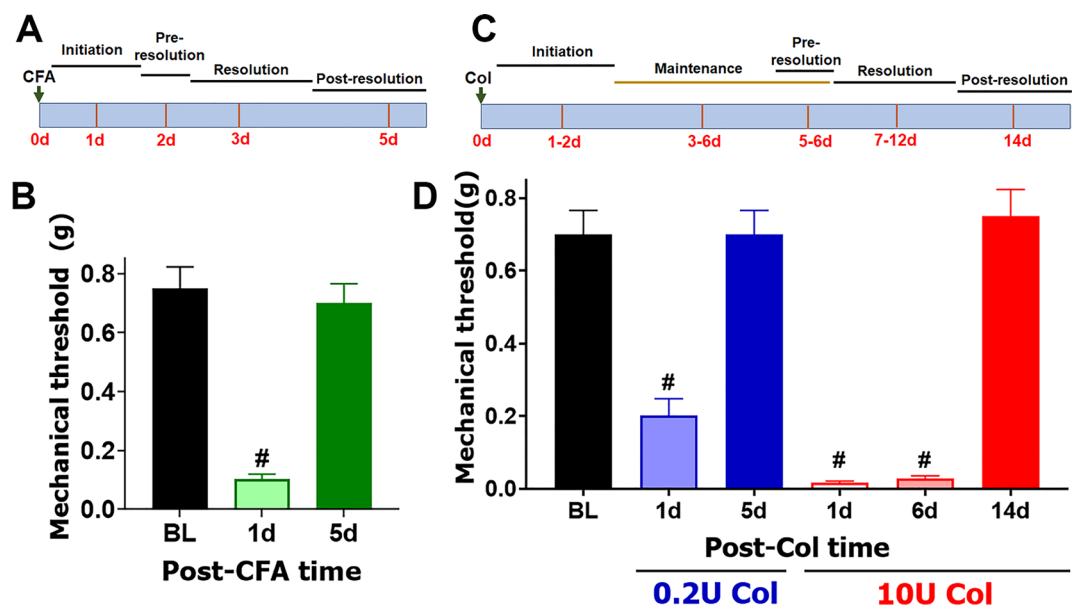 A
Initiation
Pre-
resolution
Resolution
Post-resolution
CFA
0d 1d 2d 3d 5d
C
Initiation
Maintenance
Pre-
resolution
Resolution
Post-resolution
Col
0d 1-2d 3-6d 5-6d 7-12d 14d
B
Mechanical threshold (g)
0.8
0.6
0.4
0.2
0.0
#
BL 1d 5d
Post-CFA time
D
Mechanical threshold(g)
0.8
0.6
0.4
0.2
0.0
# # #
BL 1d 5d 1d 6d 14d
Post-Col time
0.2U Col 10U Col